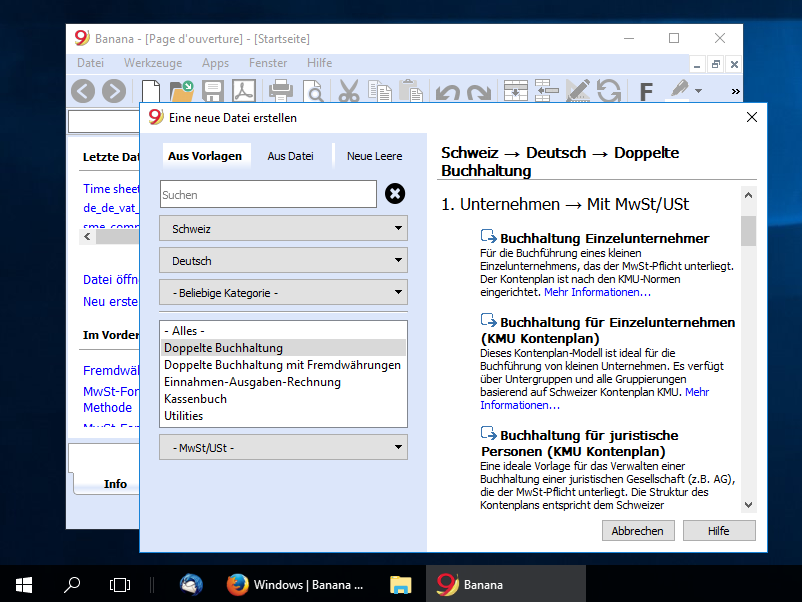 Banana - [Page d'ouverture] - [Startseite]
Datei Werkzeuge Apps Fenster Hilfe
F »
Eine neue Datei erstellen
Letzte Dat
Time sheet
de_de_vat_
Datei öffn
Neu erste
Im Vorder
Fremdwäl
MwSt-For
Methode
Info
Aus Vorlagen Aus Datei Neue Leere
Suchen
Schweiz
Deutsch
- Beliebige Kategorie -
- Alles -
Doppelte Buchhaltung
Doppelte Buchhaltung mit Fremdwährungen
Einnahmen-Ausgaben-Rechnung
Kassenbuch
Utilities
- MwSt/USt -
Schweiz → Deutsch → Doppelte
Buchhaltung
1. Unternehmen → Mit MwSt/USt
Buchhaltung Einzelunternehmer
Für die Buchführung eines kleinen
Einzelunternehmens, das der MwSt-Pflicht unterliegt.
Der Kontenplan ist nach den KMU-Normen
eingerichtet. Mehr Informationen...
Buchhaltung für Einzelunternehmen
(KMU Kontenplan)
Dieses Kontenplan-Modell ist ideal für die
Buchführung von kleinen Unternehmen. Es verfügt
über Untergruppen und alle Gruppierungen
basierend auf Schweizer Kontenplan KMU. Mehr
Informationen...
Buchhaltung für juristische
Personen (KMU Kontenplan)
Eine ideale Vorlage für das Verwalten einer
Buchhaltung einer juristischen Gesellschaft (z.B. AG),
die der MwSt-Pflicht unterliegt. Die Struktur des
Kontenplans entspricht dem Schweizer
Abbrechen Hilfe
Windows | Banana ... Banana